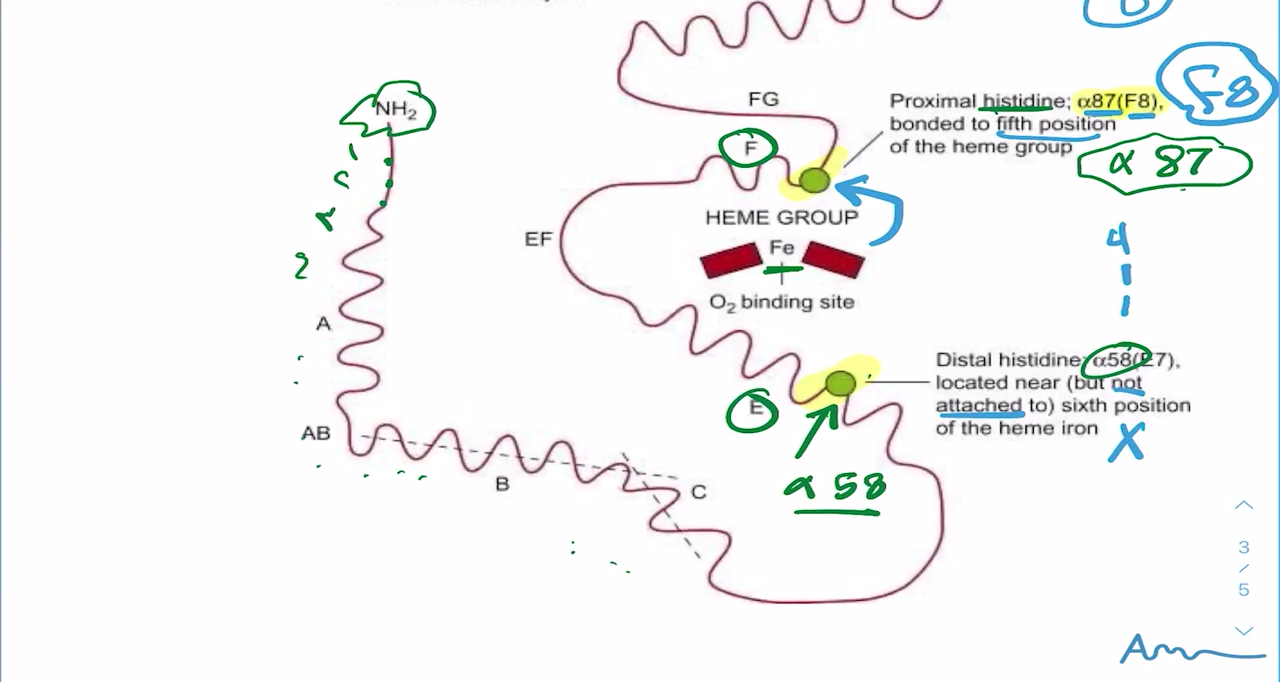 FG
NH2
F8
Proximal histidine; α87(F8),
bonded to fifth position
of the heme group
α 87
F
HEME GROUP
EF
Fe
O2 binding site
A
Distal histidine; α58(E7),
located near (but not
attached to) sixth position
of the heme iron
E
AB
B
C
α 58
3
/
5